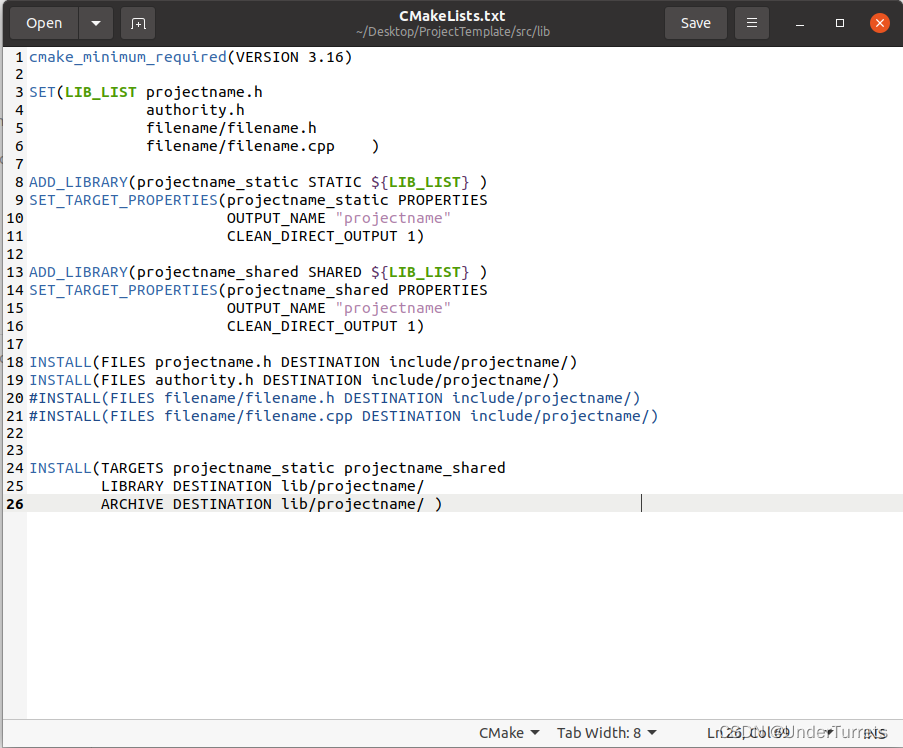 Open
CMakeLists.txt
~/Desktop/ProjectTemplate/src/lib
Save
1 cmake_minimum_required(VERSION 3.16)
2
3 SET(LIB_LIST projectname.h
4              authority.h
5              filename/filename.h
6              filename/filename.cpp    )
7
8 ADD_LIBRARY(projectname_static STATIC ${LIB_LIST} )
9 SET_TARGET_PROPERTIES(projectname_static PROPERTIES
10                       OUTPUT_NAME "projectname"
11                       CLEAN_DIRECT_OUTPUT 1)
12
13 ADD_LIBRARY(projectname_shared SHARED ${LIB_LIST} )
14 SET_TARGET_PROPERTIES(projectname_shared PROPERTIES
15                       OUTPUT_NAME "projectname"
16                       CLEAN_DIRECT_OUTPUT 1)
17
18 INSTALL(FILES projectname.h DESTINATION include/projectname/)
19 INSTALL(FILES authority.h DESTINATION include/projectname/)
20 #INSTALL(FILES filename/filename.h DESTINATION include/projectname/)
21 #INSTALL(FILES filename/filename.cpp DESTINATION include/projectname/)
22
23
24 INSTALL(TARGETS projectname_static projectname_shared
25         LIBRARY DESTINATION lib/projectname/
26         ARCHIVE DESTINATION lib/projectname/ )
CMake Tab Width: 8 Ln 26, Col 69 INS
CSDN @UnderTurrets